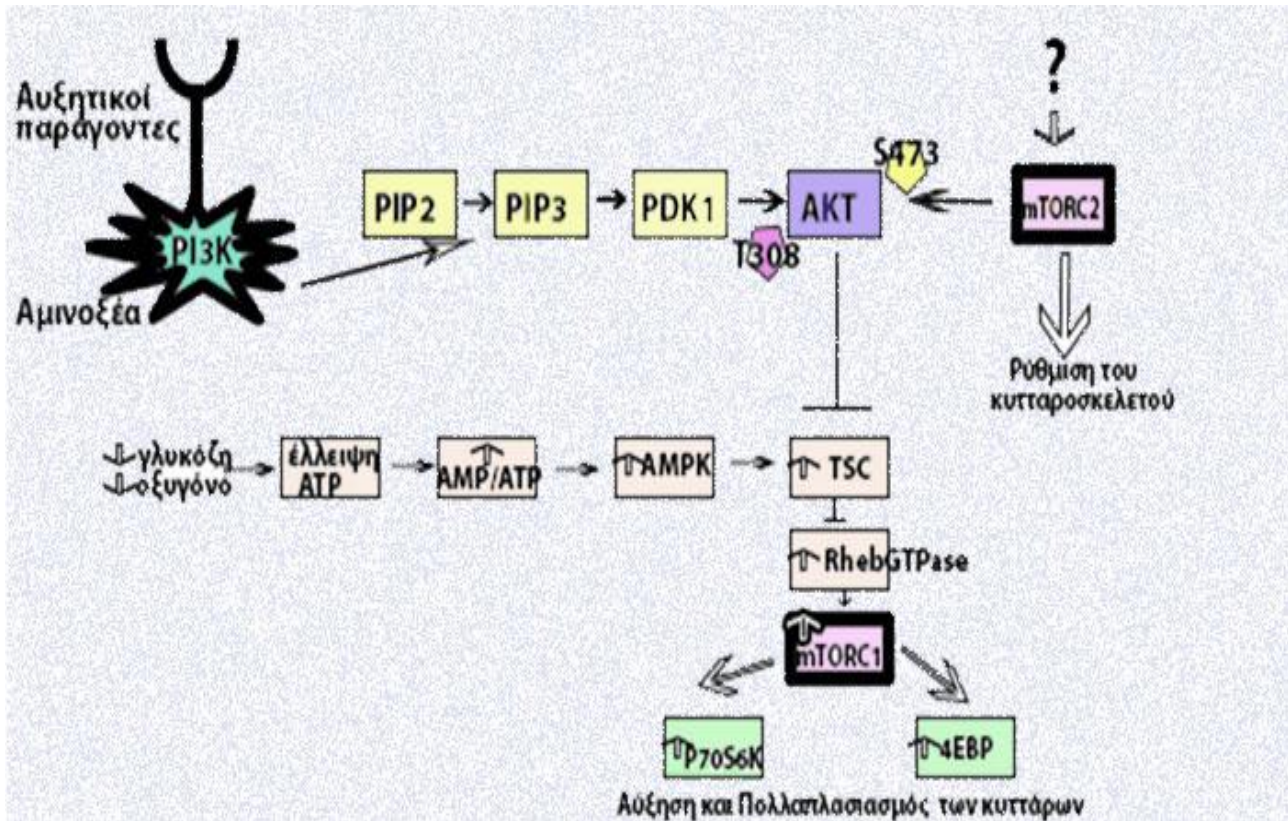 Αυξητικοί
παράγοντες
?
S473
PIP2
PIP3
PDK1
AKT
mTORC2
T308
PI3K
Αμινοξέα
Ρύθμιση του
κυτταροσκελετού
γλυκόζη
οξυγόνο
έλλειψη
ATP
AMP/ATP
AMPK
TSC
RhebGTPase
mTORC1
P70S6K
4EBP
Αύξηση και Πολλαπλασιασμός των κυττάρων